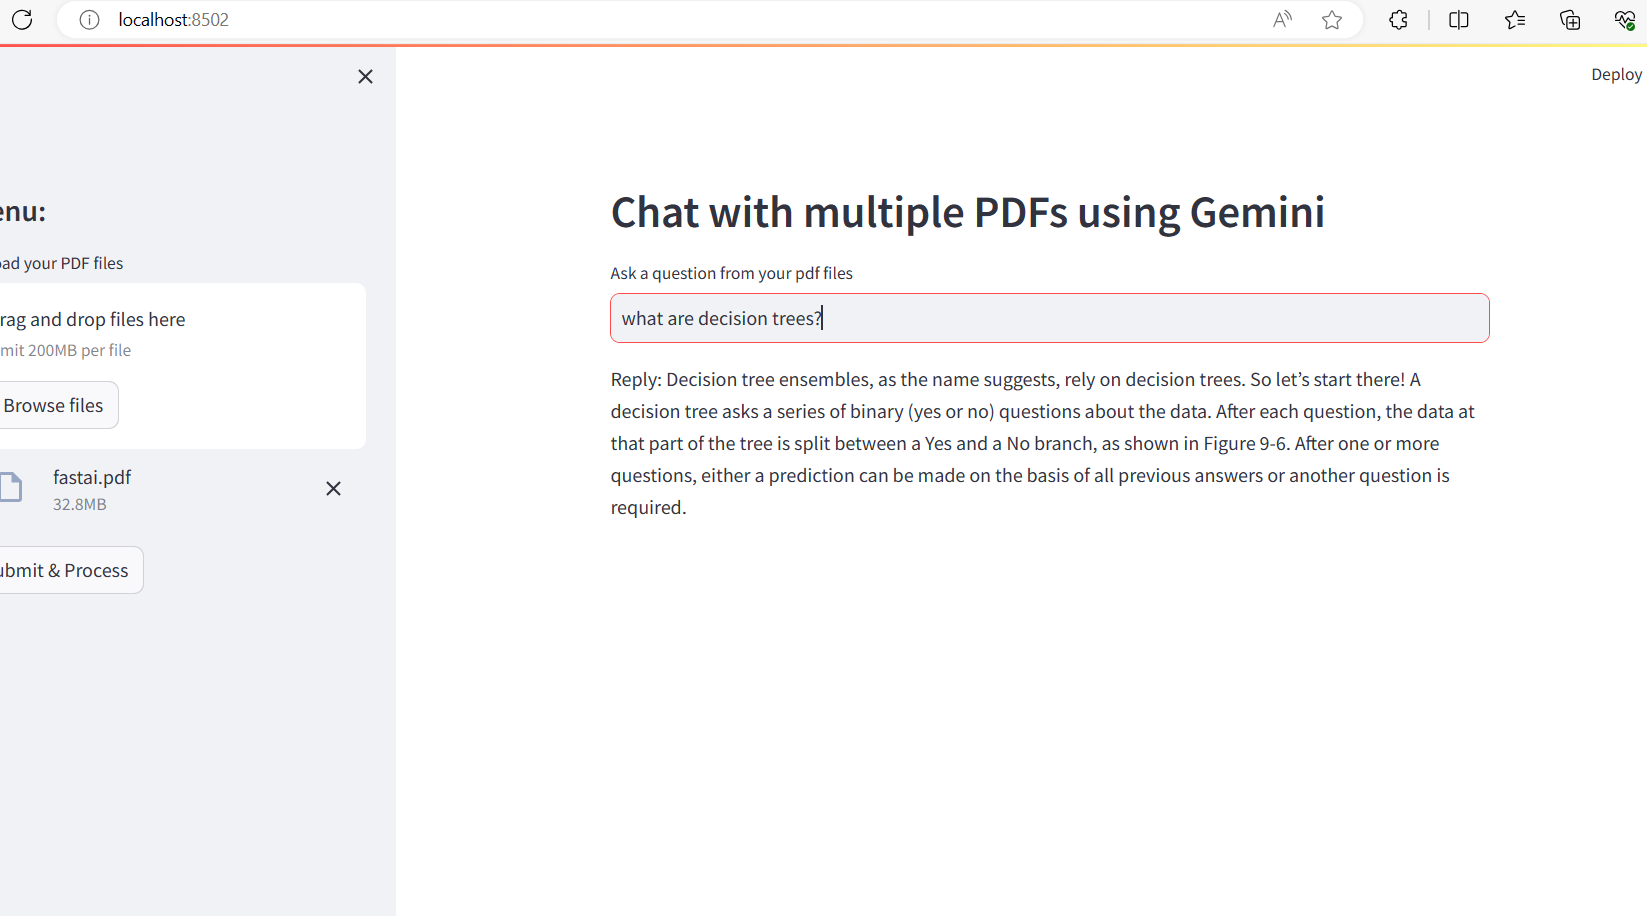 localhost:8502
Deploy
enu:
oad your PDF files
rag and drop files here
mit 200MB per file
Browse files
fastai.pdf
32.8MB
ubmit & Process
Chat with multiple PDFs using Gemini
Ask a question from your pdf files
what are decision trees?
Reply: Decision tree ensembles, as the name suggests, rely on decision trees. So let’s start there! A
decision tree asks a series of binary (yes or no) questions about the data. After each question, the data at
that part of the tree is split between a Yes and a No branch, as shown in Figure 9-6. After one or more
questions, either a prediction can be made on the basis of all previous answers or another question is
required.